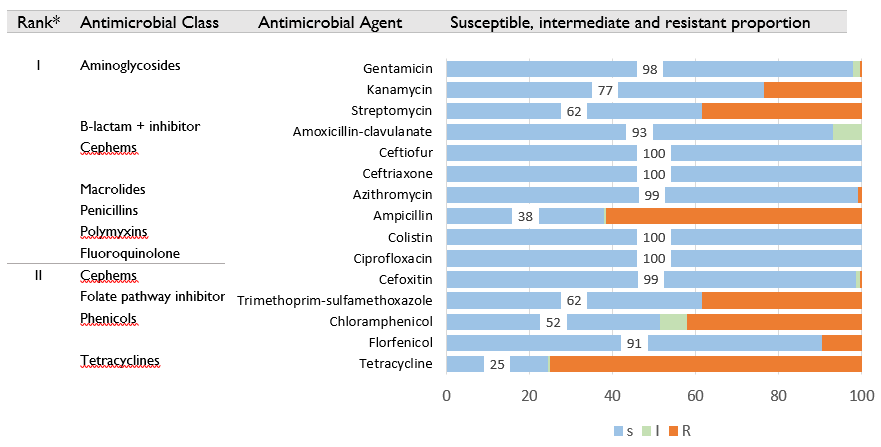 Rank* Antimicrobial Class Antimicrobial Agent Susceptible, intermediate and resistant proportion
I Aminoglycosides Gentamicin 98
Kanamycin 77
Streptomycin 62
B-lactam + inhibitor Amoxicillin-clavulanate 93
Cephems Ceftiofur 100
Ceftriaxone 100
Macrolides Azithromycin 99
Penicillins Ampicillin 38
Polymyxins Colistin 100
Fluoroquinolone Ciprofloxacin 100
II Cephems Cefoxitin 99
Folate pathway inhibitor Trimethoprim-sulfamethoxazole 62
Phenicols Chloramphenicol 52
Florfenicol 91
Tetracyclines Tetracycline 25
0 20 40 60 80 100
s I R